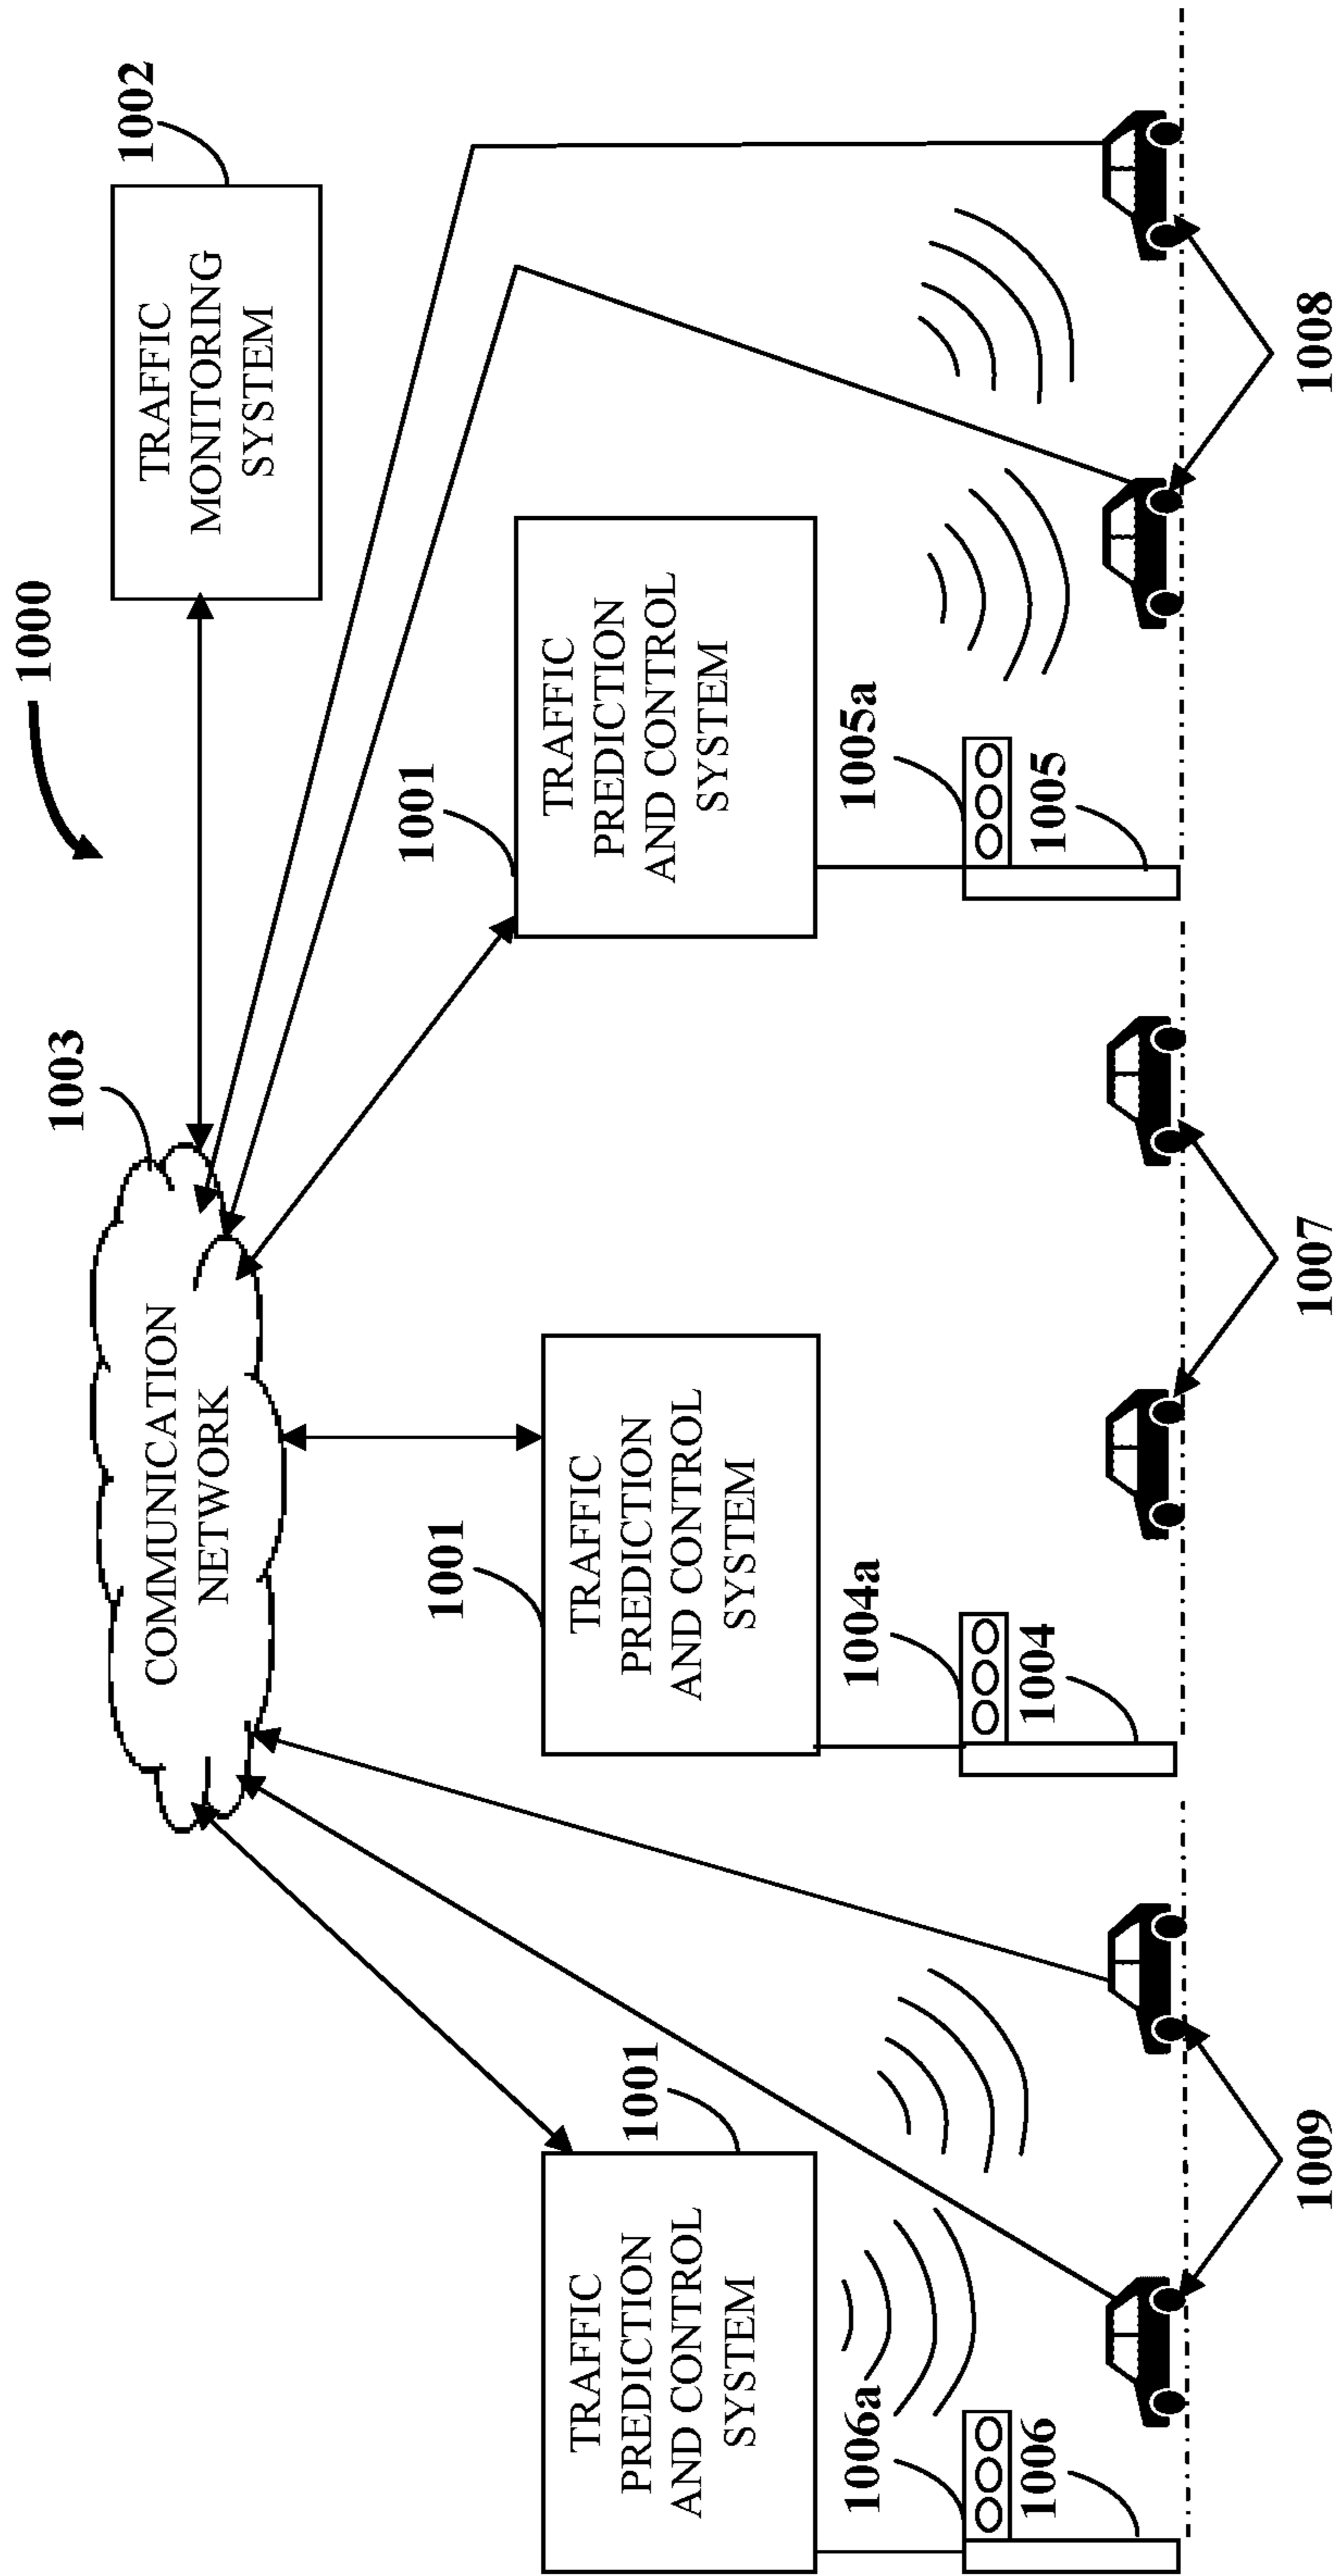 1000
1002
TRAFFIC
MONITORING
SYSTEM
1003
COMMUNICATION
NETWORK
1001
TRAFFIC
PREDICTION
AND CONTROL
SYSTEM
1001
TRAFFIC
PREDICTION
AND CONTROL
SYSTEM
1001
TRAFFIC
PREDICTION
AND CONTROL
SYSTEM
1006a
1006
1004a
1004
1005a
1005
1009
1007
1008